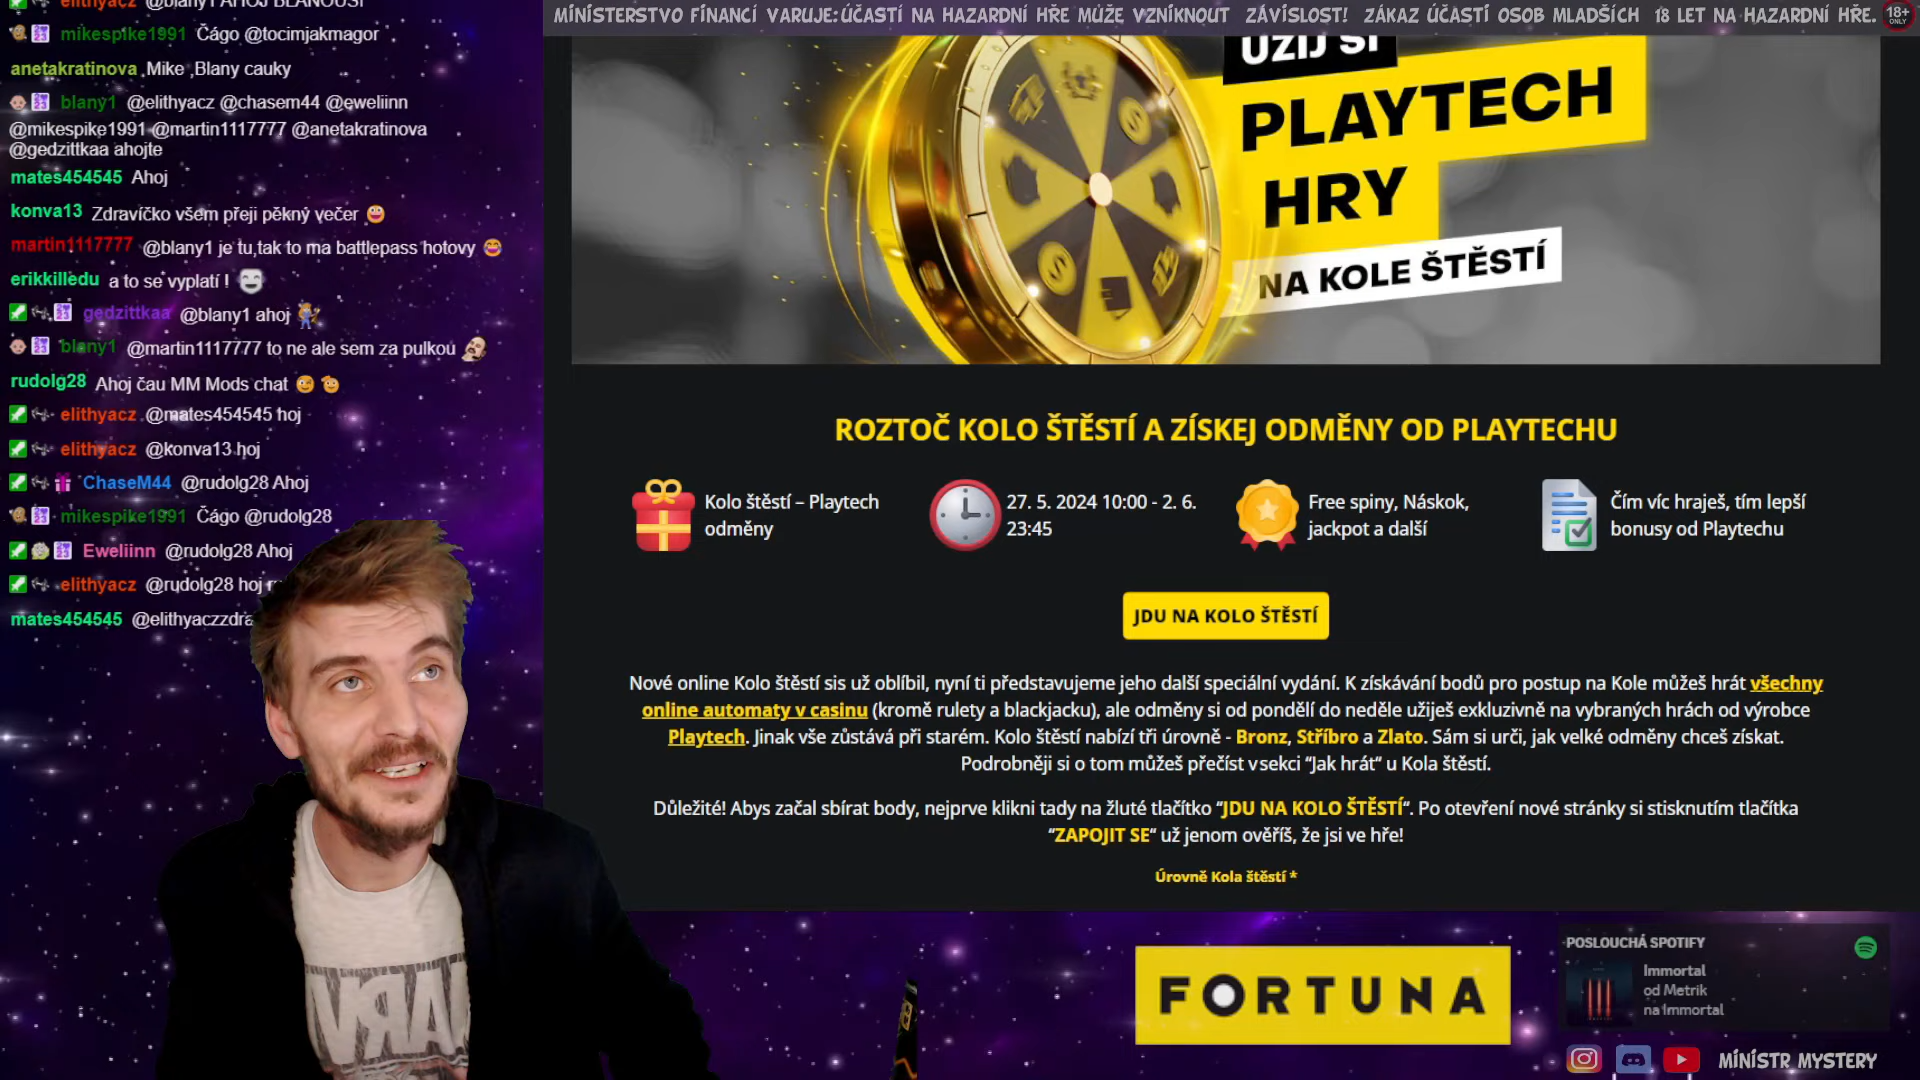 elithyacz @blany1 AHOJ BLANOUSI
mikespike1991 Čágo @tocimjakmagor
anetakratinova Mike ,Blany cauky
blany1 @elithyacz @chasem44 @eweliinn
@mikespike1991 @martin1117777 @anetakratinova
@gedzittkaa ahojte
mates454545 Ahoj
konva13 Zdravíčko všem přeji pěkný večer
martin1117777 @blany1 je tu,tak to ma battlepass hotovy
erikkilledu a to se vyplatí !
gedzittkaa @blany1 ahoj
blany1 @martin1117777 to ne ale sem za pulkou
rudolg28 Ahoj čau MM Mods chat
elithyacz @mates454545 hoj
elithyacz @konva13 hoj
ChaseM44 @rudolg28 Ahoj
mikespike1991 Čágo @rudolg28
Eweliinn @rudolg28 Ahoj
elithyacz @rudolg28 hoj
mates454545 @elithyaczzdra
MINISTERSTVO FINANCÍ VARUJE: ÚČASTÍ NA HAZARDNÍ HŘE MŮŽE VZNIKNOUT ZÁVISLOST! ZÁKAZ ÚČASTÍ OSOB MLADŠÍCH 18 LET NA HAZARDNÍ HŘE.
18+
ONLY
UŽIJ SI
PLAYTECH
HRY
NA KOLE ŠTĚSTÍ
ROZTOČ KOLO ŠTĚSTÍ A ZÍSKEJ ODMĚNY OD PLAYTECHU
Kolo štěstí – Playtech
odměny
27. 5. 2024 10:00 - 2. 6.
23:45
Free spiny, Náskok,
jackpot a další
Čím víc hraješ, tím lepší
bonusy od Playtechu
JDU NA KOLO ŠTĚSTÍ
Nové online Kolo štěstí sis už oblíbil, nyní ti představujeme jeho další speciální vydání. K získávání bodů pro postup na Kole můžeš hrát všechny
online automaty v casinu (kromě rulety a blackjacku), ale odměny si od pondělí do neděle užiješ exkluzivně na vybraných hrách od výrobce
Playtech. Jinak vše zůstává při starém. Kolo štěstí nabízí tři úrovně - Bronz, Stříbro a Zlato. Sám si urči, jak velké odměny chceš získat.
Podrobněji si o tom můžeš přečíst v sekci “Jak hrát“ u Kola štěstí.
Důležité! Abys začal sbírat body, nejprve klikni tady na žluté tlačítko “JDU NA KOLO ŠTĚSTÍ“. Po otevření nové stránky si stisknutím tlačítka
“ZAPOJIT SE“ už jenom ověříš, že jsi ve hře!
Úrovně Kola štěstí *
FORTUNA
POSLOUCHÁ SPOTIFY
Immortal
od Metrik
na Immortal
MINISTR MYSTERY